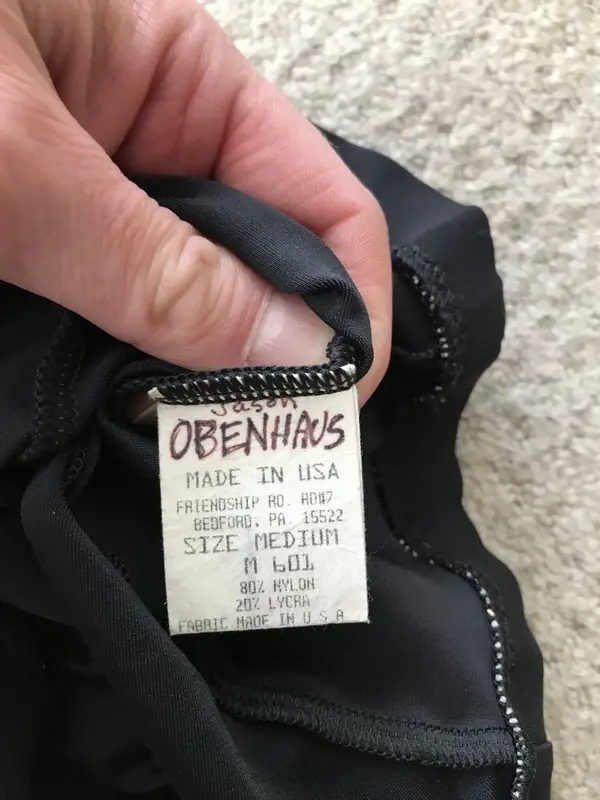 Jason
OBENHAUS
MADE IN USA
FRIENDSHIP RD. RD#7
BEDFORD, PA. 15522
SIZE MEDIUM
M 601
80% NYLON
20% LYCRA
FABRIC MADE IN U.S.A